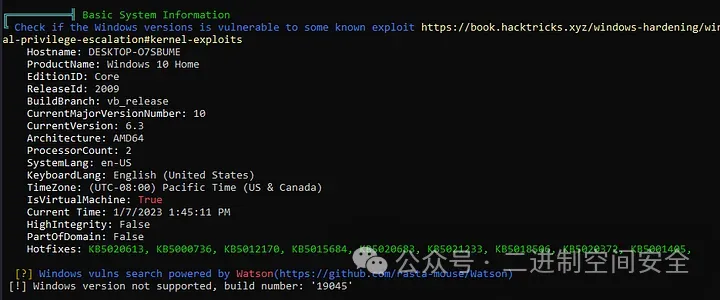 Basic System Information
Check if the Windows versions is vulnerable to some known exploit https://book.hacktricks.xyz/windows-hardening/win
al-privilege-escalation#kernel-exploits
Hostname: DESKTOP-O7SBUME
ProductName: Windows 10 Home
EditionID: Core
ReleaseId: 2009
BuildBranch: vb_release
CurrentMajorVersionNumber: 10
CurrentVersion: 6.3
Architecture: AMD64
ProcessorCount: 2
SystemLang: en-US
KeyboardLang: English (United States)
TimeZone: (UTC-08:00) Pacific Time (US & Canada)
IsVirtualMachine: True
Current Time: 1/7/2023 1:45:11 PM
HighIntegrity: False
PartOfDomain: False
Hotfixes: KB5020613, KB5000736, KB5012170, KB5015684, KB5020683, KB5021233, KB5018506, KB5020372, KB5001405,
公众号：二进制空间安全
[?] Windows vulns search powered by Watson(https://github.com/rasta-mouse/Watson)
[!] Windows version not supported, build number: '19045'